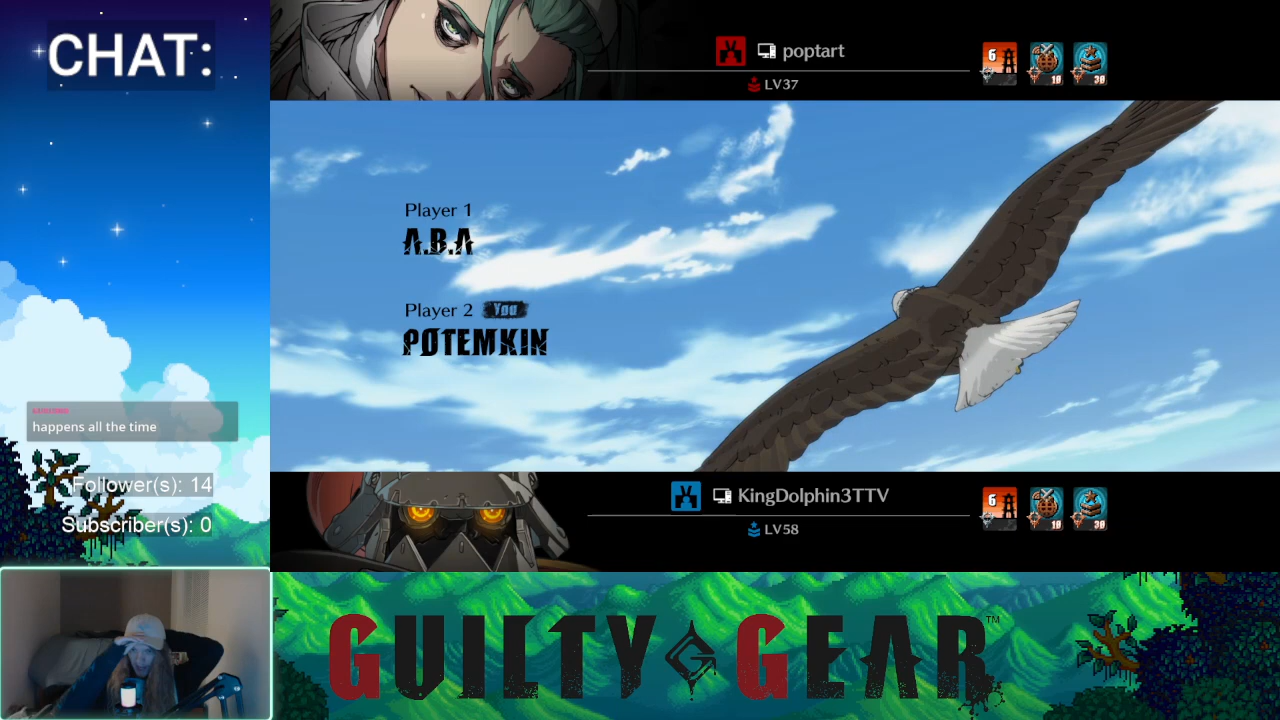 CHAT:
happens all the time
Follower(s): 14
Subscriber(s): 0
poptart
LV37
6
10
30
Player 1
A.B.A
Player 2 You
POTEMKIN
KingDolphin3TTV
LV58
6
10
30
GUILTY GEAR™